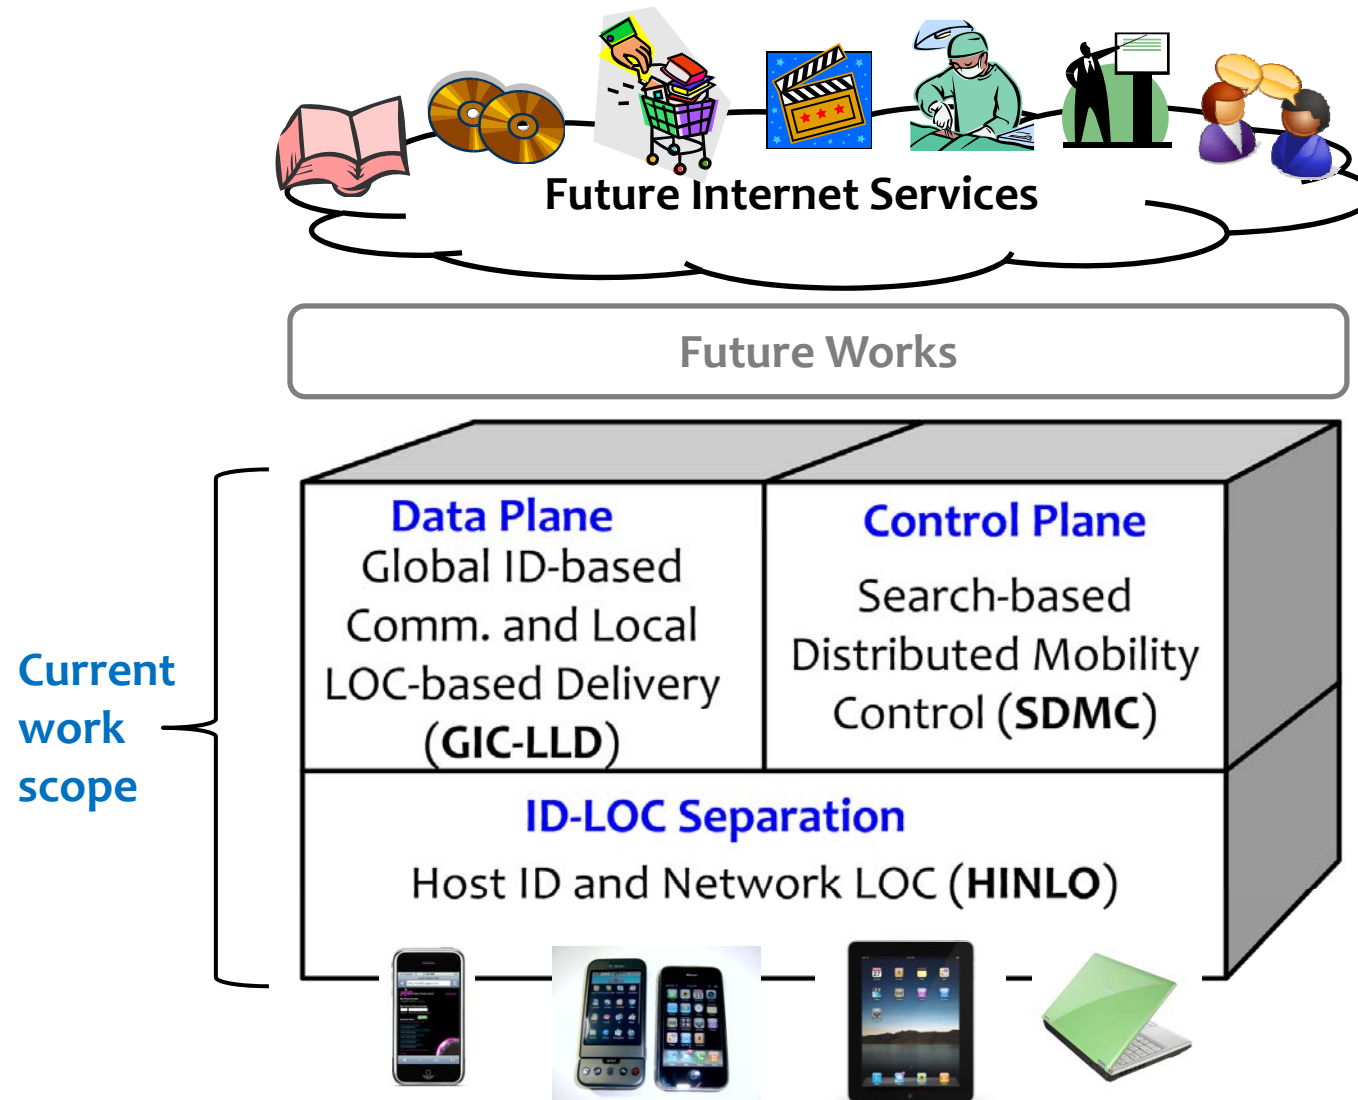 Future Internet Services
Future Works
Current
work
scope
Data Plane
Global ID-based
Comm. and Local
LOC-based Delivery
(GIC-LLD)
Control Plane
Search-based
Distributed Mobility
Control (SDMC)
ID-LOC Separation
Host ID and Network LOC (HINLO)